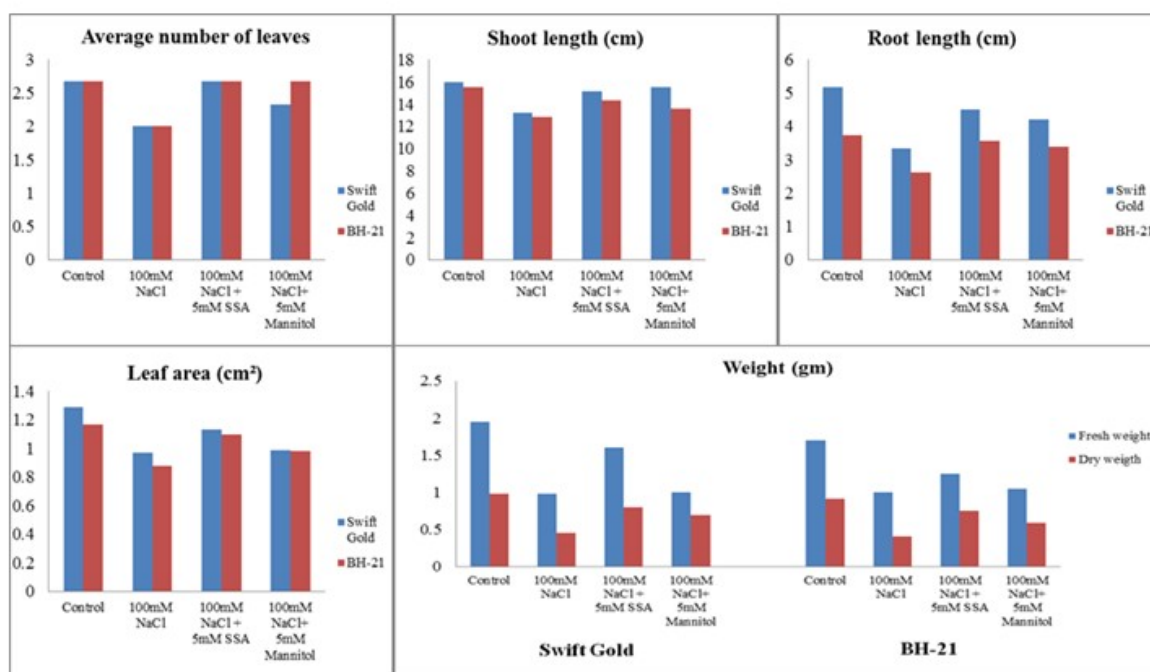 Average number of leaves
3
2.5
2
1.5
1
0.5
0
Control
100mM
NaCl
100mM
NaCl +
5mM SSA
100mM
NaCl+
5mM
Mannitol
Swift
Gold
BH-21
Shoot length (cm)
18
16
14
12
10
8
6
4
2
0
Control
100mM
NaCl
100mM
NaCl +
5mM SSA
100mM
NaCl+
5mM
Mannitol
Swift
Gold
BH-21
Root length (cm)
6
5
4
3
2
1
0
Control
100mM
NaCl
100mM
NaCl +
5mM SSA
100mM
NaCl+
5mM
Mannitol
Swift
Gold
BH-21
Leaf area (cm²)
1.4
1.2
1
0.8
0.6
0.4
0.2
0
Control
100mM
NaCl
100mM
NaCl +
5mM SSA
100mM
NaCl+
5mM
Mannitol
Swift
Gold
BH-21
Weight (gm)
2.5
2
1.5
1
0.5
0
Control
100mM
NaCl
100mM
NaCl +
5mM SSA
100mM
NaCl+
5mM
Mannitol
Control
100mM
NaCl
100mM
NaCl +
5mM SSA
100mM
NaCl+
5mM
Mannitol
Fresh weight
Dry weigth
Swift Gold
BH-21